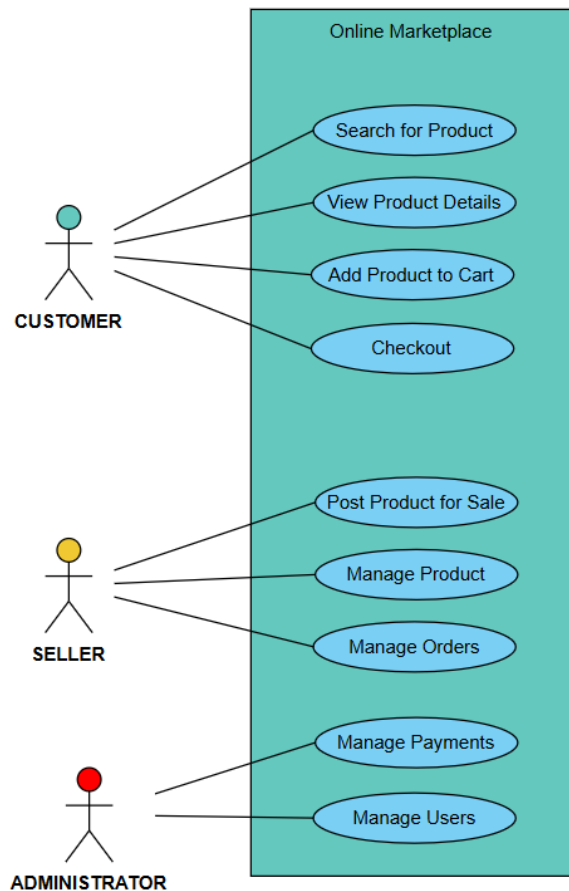 Online Marketplace
Search for Product
View Product Details
Add Product to Cart
CUSTOMER
Checkout
Post Product for Sale
Manage Product
SELLER
Manage Orders
Manage Payments
Manage Users
ADMINISTRATOR